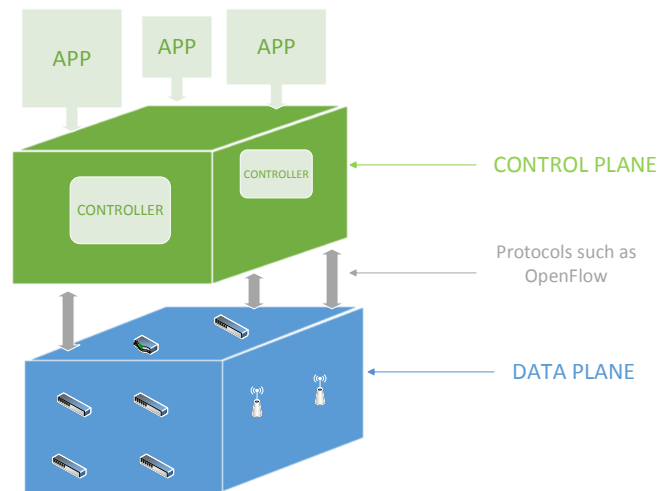 APP
APP
APP
CONTROLLER
CONTROLLER
CONTROL PLANE
Protocols such as
OpenFlow
DATA PLANE